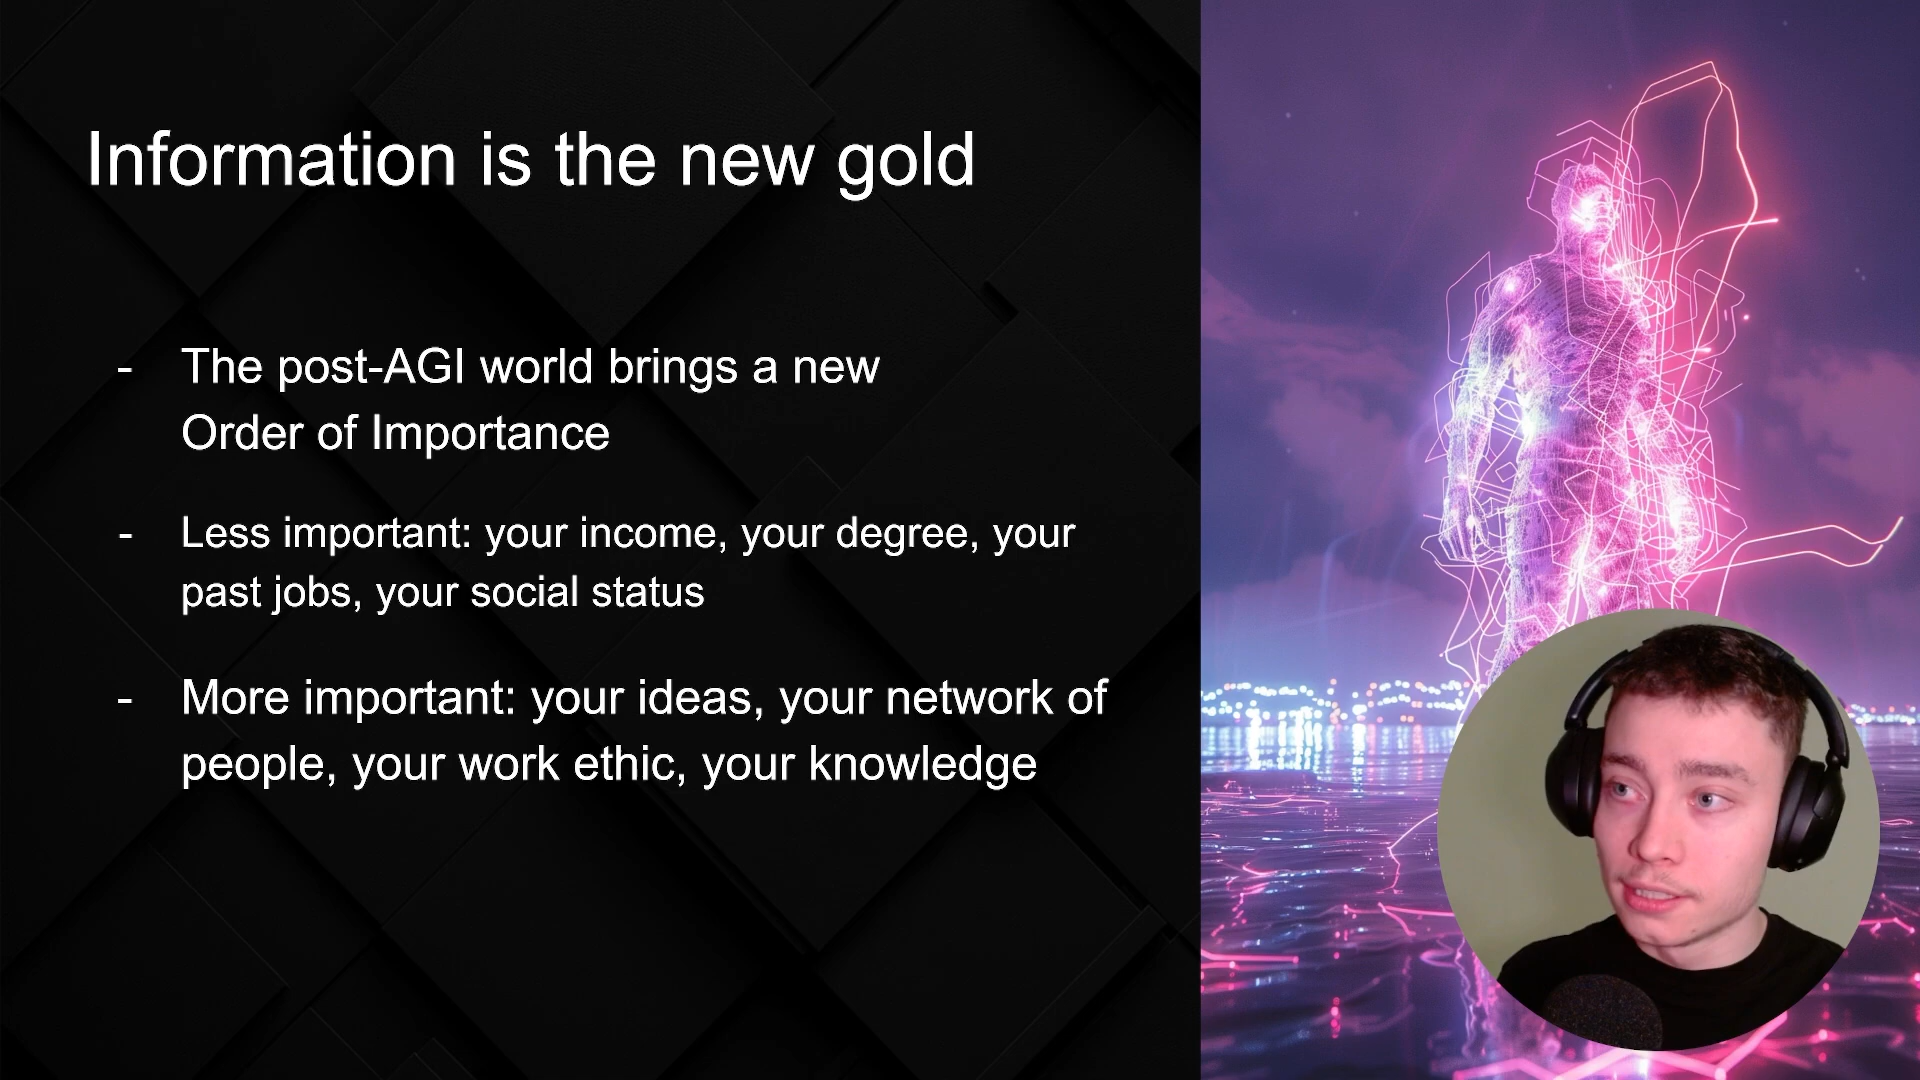 Information is the new gold
- The post-AGI world brings a new
Order of Importance
- Less important: your income, your degree, your
past jobs, your social status
- More important: your ideas, your network of
people, your work ethic, your knowledge